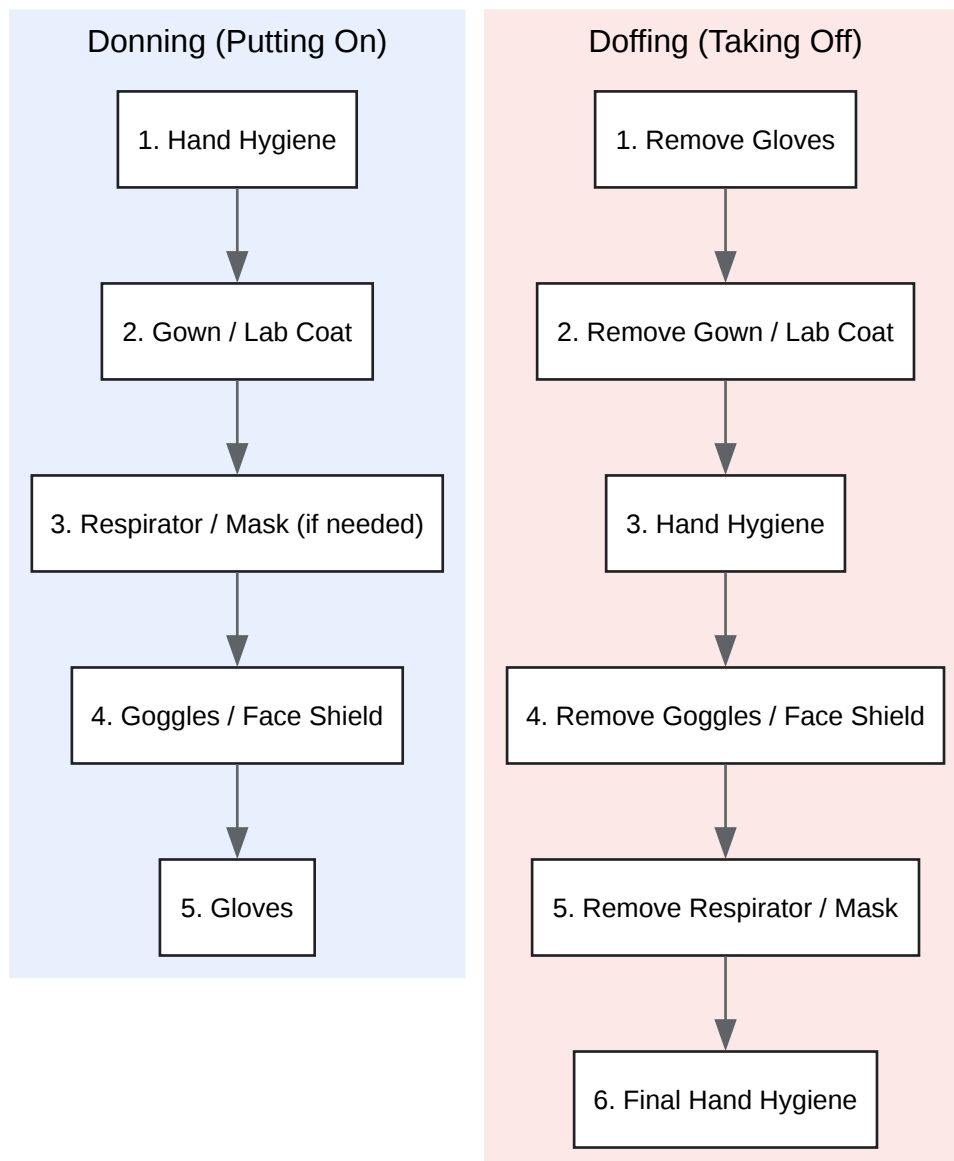 Donning (Putting On)
1. Hand Hygiene
2. Gown / Lab Coat
3. Respirator / Mask (if needed)
4. Goggles / Face Shield
5. Gloves
Doffing (Taking Off)
1. Remove Gloves
2. Remove Gown / Lab Coat
3. Hand Hygiene
4. Remove Goggles / Face Shield
5. Remove Respirator / Mask
6. Final Hand Hygiene